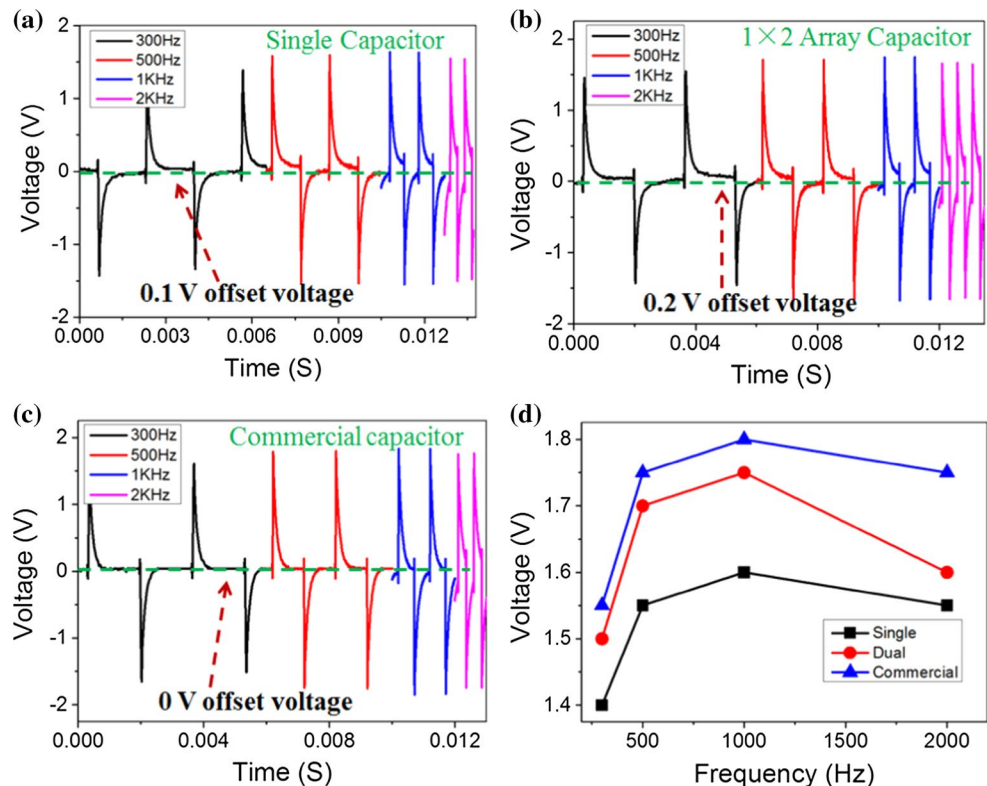 (a)
300Hz
500Hz
1KHz
2KHz
Single Capacitor
2
1
0
-1
-2
Voltage (V)
0.1 V offset voltage
0.000 0.003 0.006 0.009 0.012
Time (S)
(b)
300Hz
500Hz
1KHz
2KHz
1×2 Array Capacitor
2
1
0
-1
-2
Voltage (V)
0.2 V offset voltage
0.000 0.004 0.008 0.012
Time (S)
(c)
300Hz
500Hz
1KHz
2KHz
Commercial capacitor
2
1
0
-1
-2
Voltage (V)
0 V offset voltage
0.000 0.004 0.008 0.012
Time (S)
(d)
1.8
1.7
1.6
1.5
1.4
Voltage (V)
Single
Dual
Commercial
500 1000 1500 2000
Frequency (Hz)